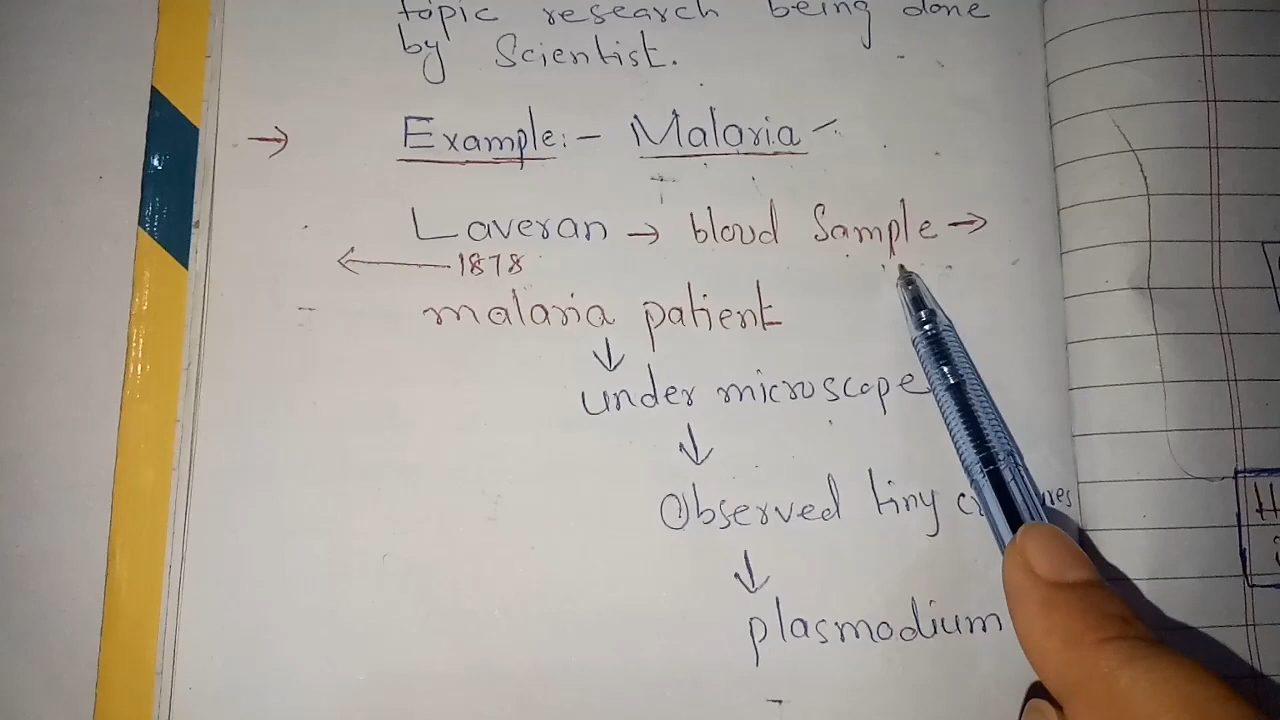 topic research being done
by Scientist.
→ Example:- Malaria -
Laveran → blood Sample →
← 1878
malaria patient
↓
under microscope
↓
Observed tiny
↓
plasmodium